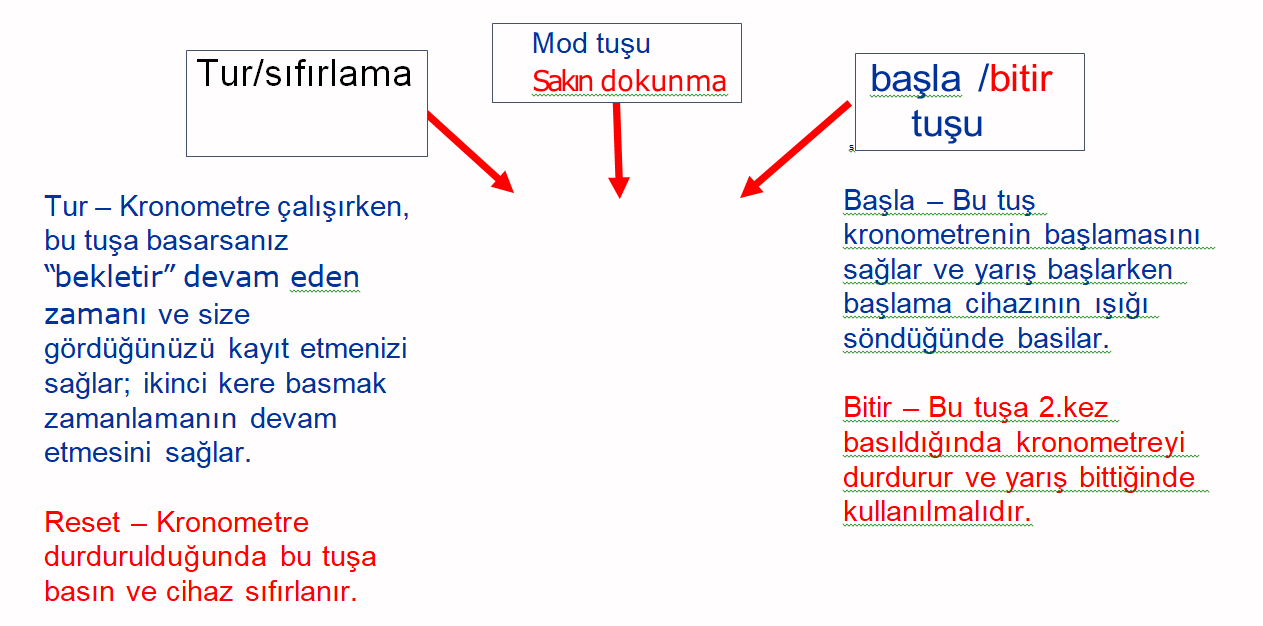 Mod tuşu
Sakın dokunma
Tur/sıfırlama
başla /bitir
tuşu
s
Tur – Kronometre çalışırken,
bu tuşa basarsanız
“bekletir” devam eden
zamanı ve size
gördüğünüzü kayıt etmenizi
sağlar; ikinci kere basmak
zamanlamanın devam
etmesini sağlar.
Reset – Kronometre
durdurulduğunda bu tuşa
basın ve cihaz sıfırlanır.
Başla – Bu tuş
kronometrenin başlamasını
sağlar ve yarış başlarken
başlama cihazının ışığı
söndüğünde basilar.
Bitir – Bu tuşa 2.kez
basıldığında kronometreyi
durdurur ve yarış bittiğinde
kullanılmalıdır.